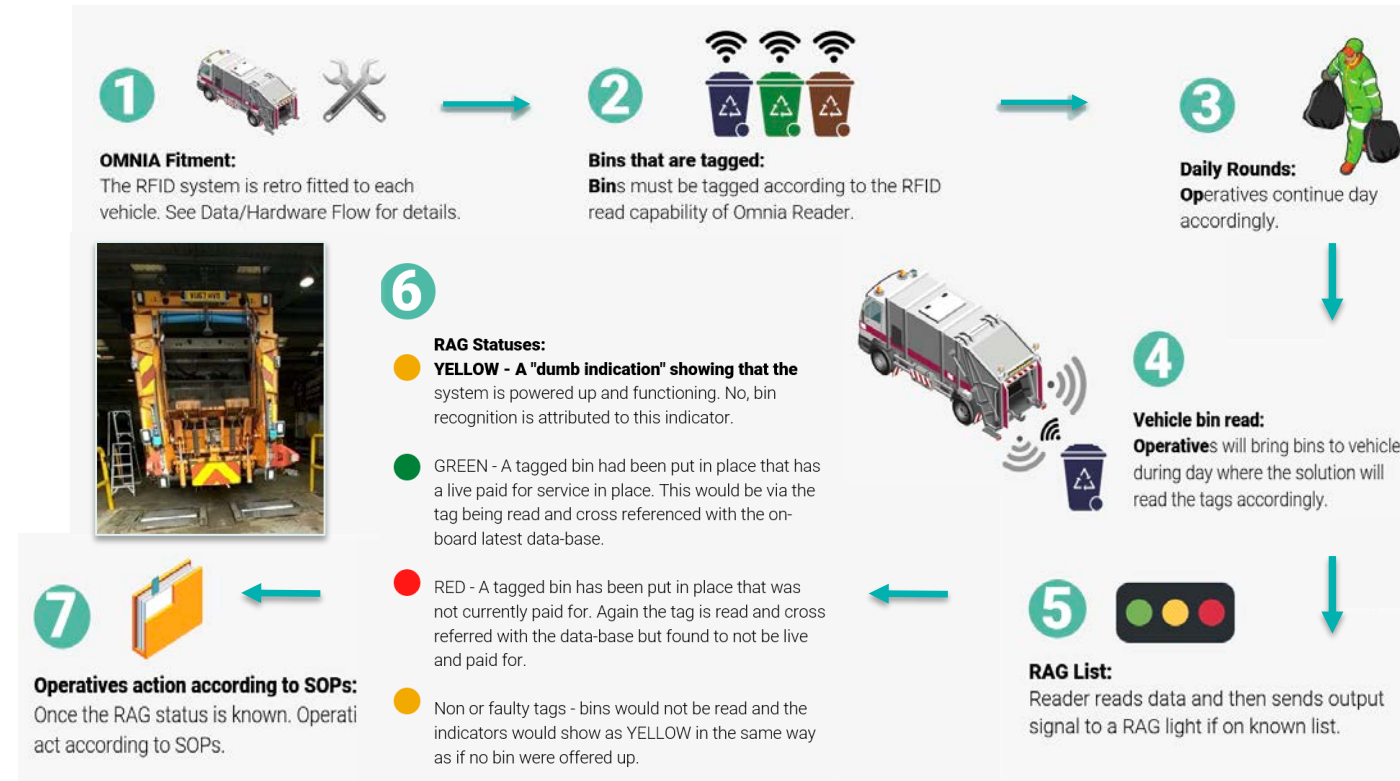 1
OMNIA Fitment:
The RFID system is retro fitted to each
vehicle. See Data/Hardware Flow for details.
2
Bins that are tagged:
Bins must be tagged according to the RFID
read capability of Omnia Reader.
3
Daily Rounds:
Operatives continue day
accordingly.
4
Vehicle bin read:
Operatives will bring bins to vehicle
during day where the solution will
read the tags accordingly.
5
RAG List:
Reader reads data and then sends output
signal to a RAG light if on known list.
6
RAG Statuses:
YELLOW - A "dumb indication" showing that the
system is powered up and functioning. No, bin
recognition is attributed to this indicator.
GREEN - A tagged bin had been put in place that has
a live paid for service in place. This would be via the
tag being read and cross referenced with the on-
board latest data-base.
RED - A tagged bin has been put in place that was
not currently paid for. Again the tag is read and cross
referred with the data-base but found to not be live
and paid for.
Non or faulty tags - bins would not be read and the
indicators would show as YELLOW in the same way
as if no bin were offered up.
7
Operatives action according to SOPs:
Once the RAG status is known. Operati
act according to SOPs.